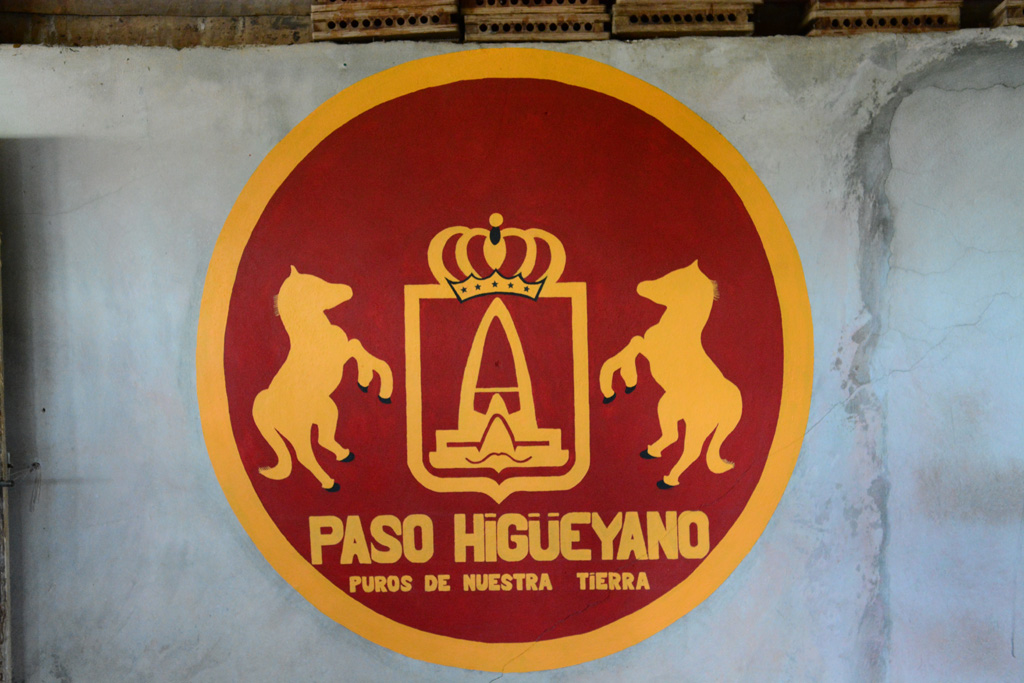 PASO HiGÜEYANO
PUROS DE NUESTRA TiERRA